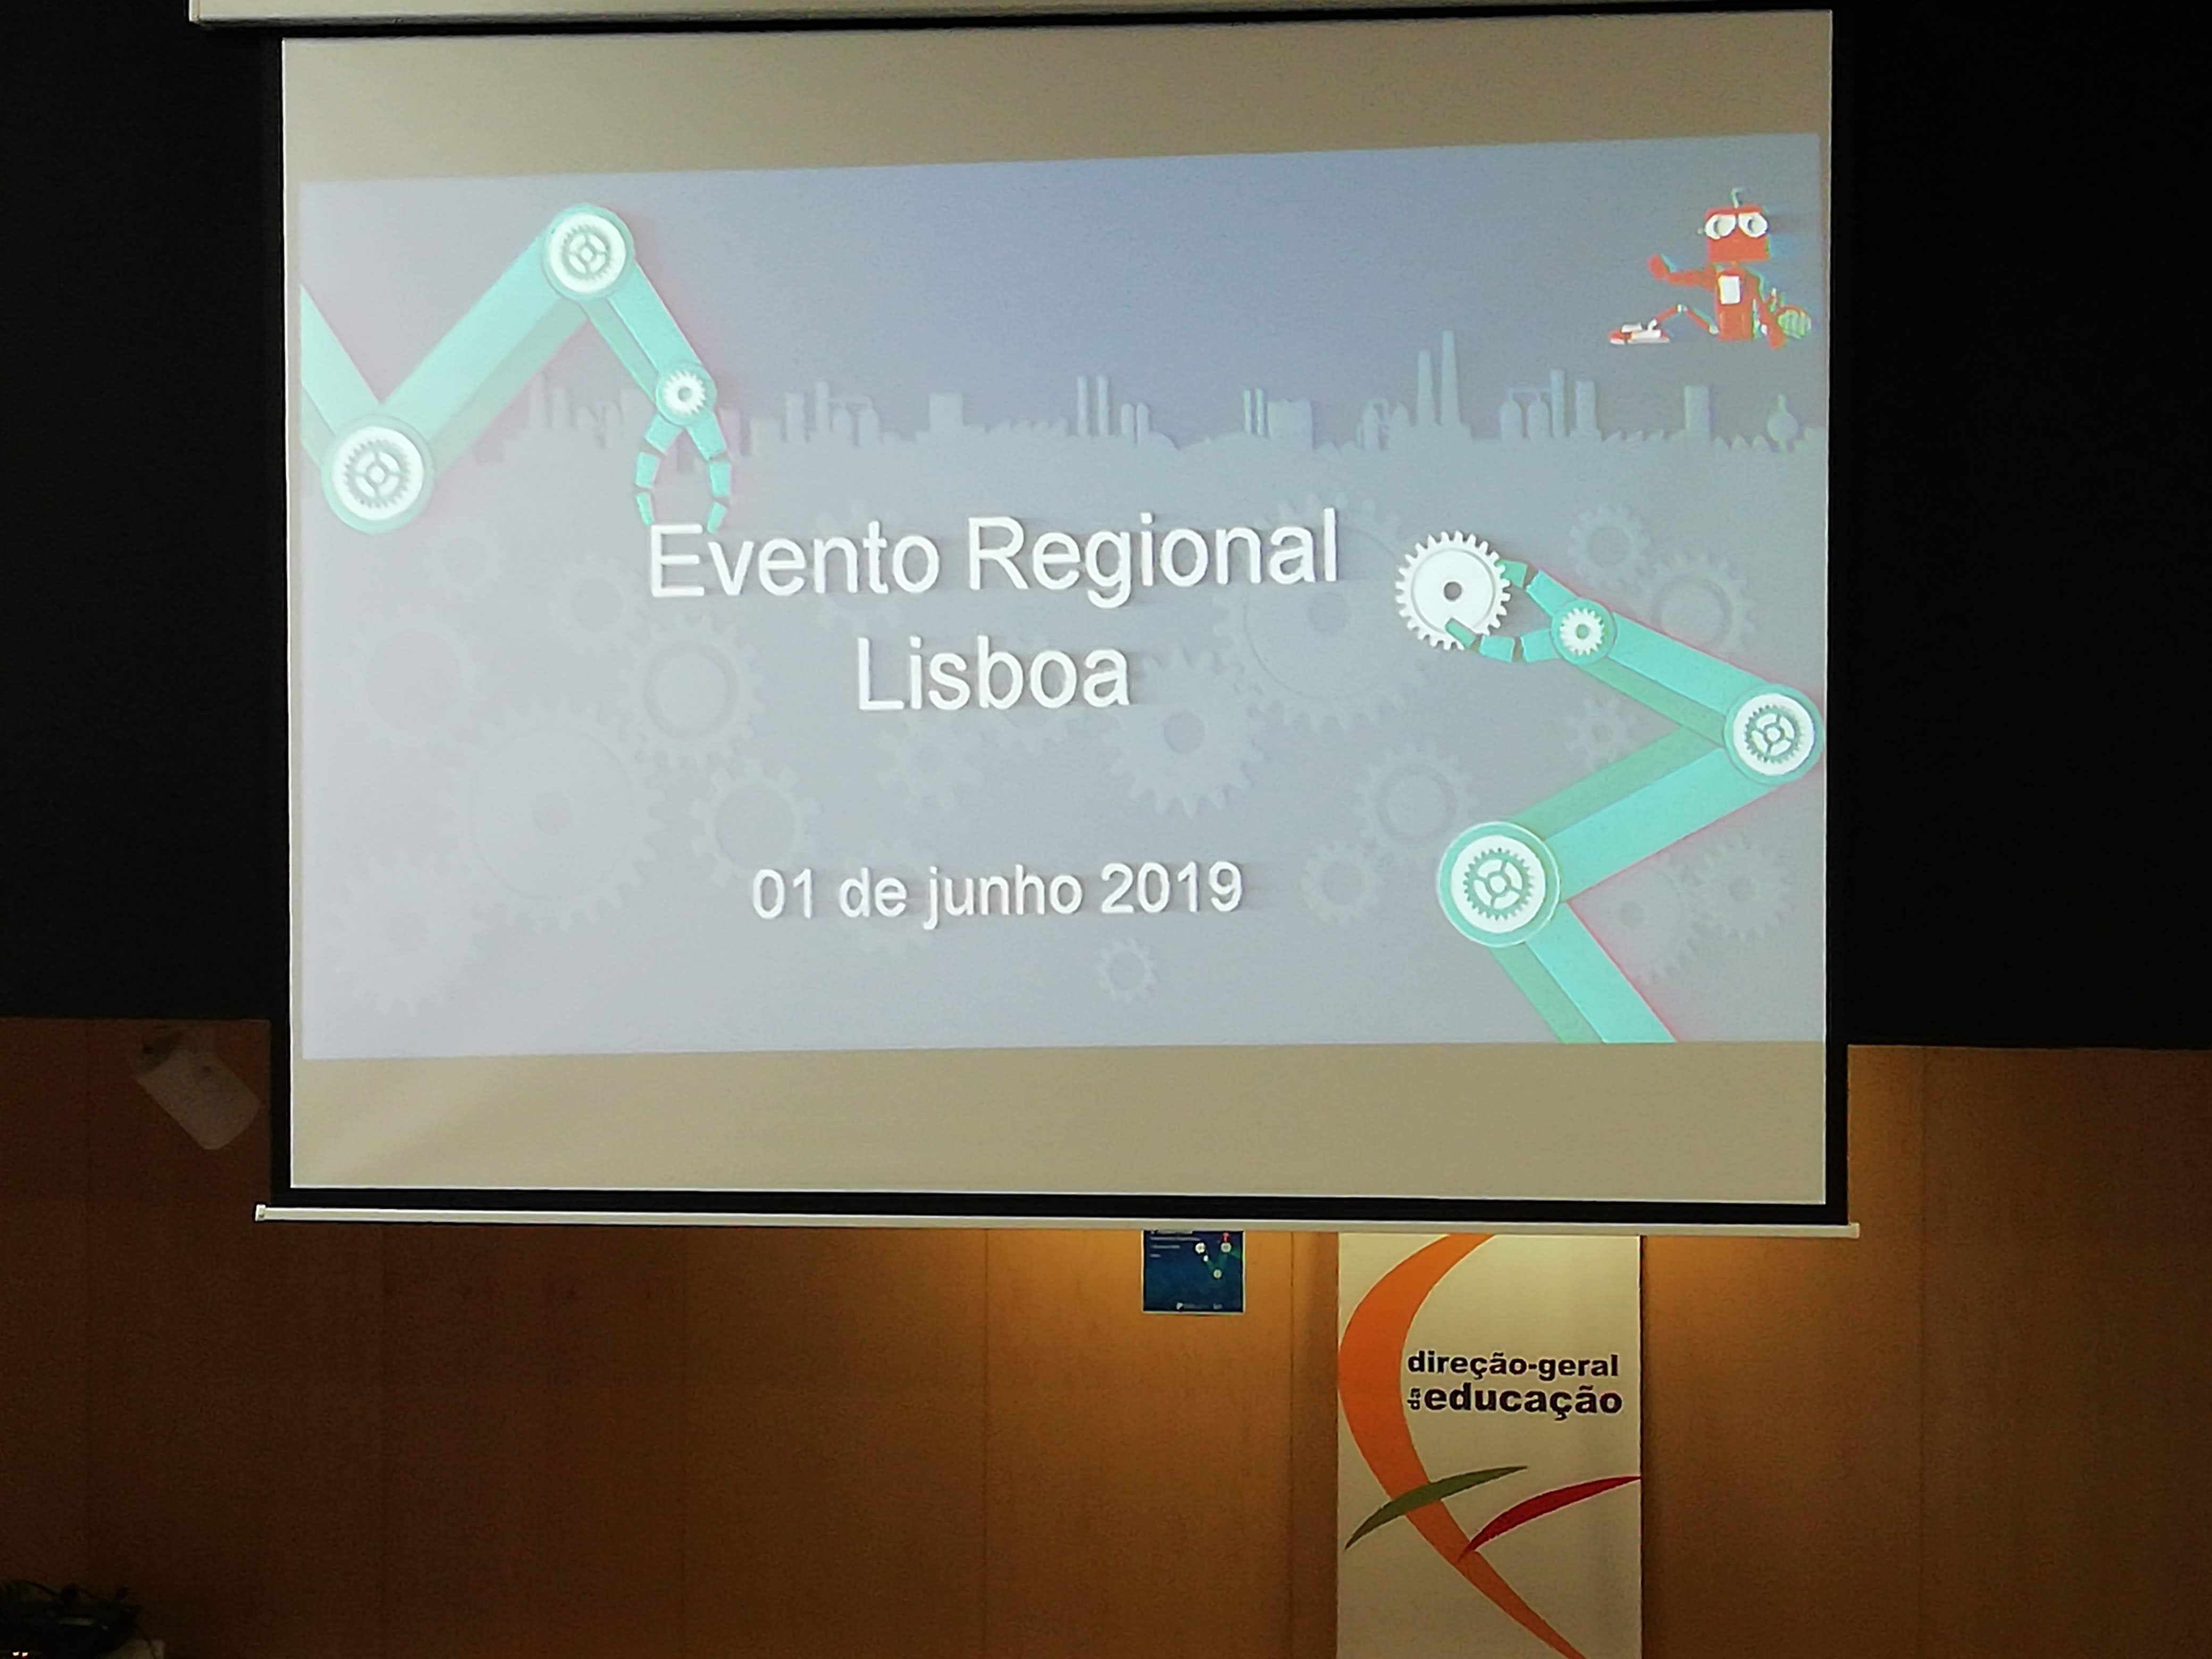 Evento Regional
Lisboa
01 de junho 2019
direção-geral
da educação